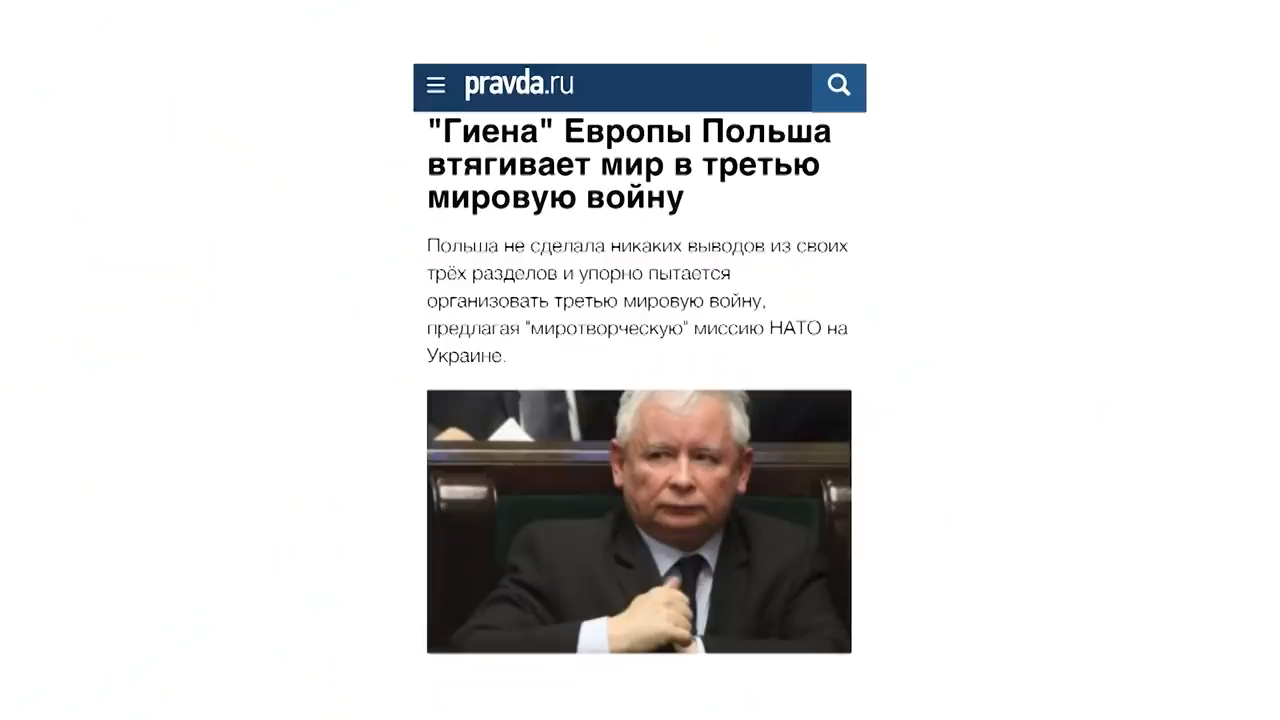 pravda.ru
"Гиена" Европы Польша
втягивает мир в третью
мировую войну
Польша не сделала никаких выводов из своих
трёх разделов и упорно пытается
организовать третью мировую войну,
предлагая "миротворческую" миссию НАТО на
Украине.